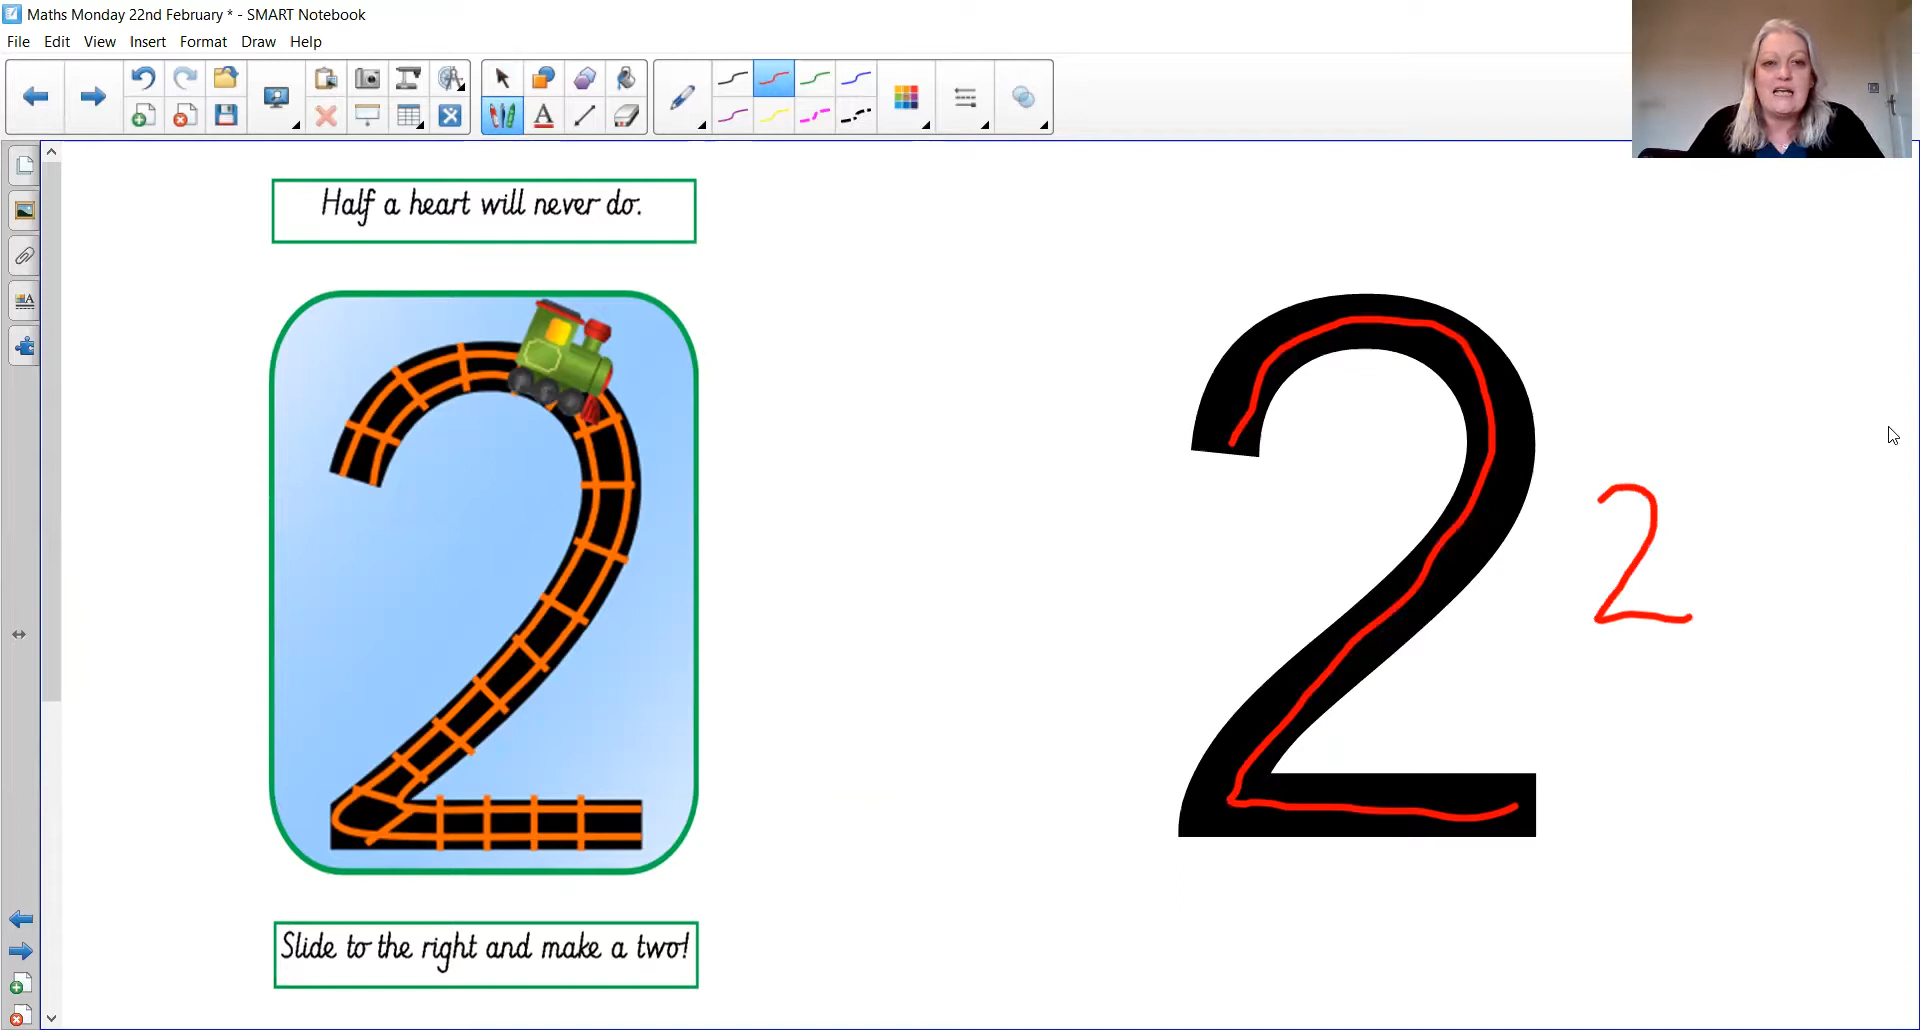 Maths Monday 22nd February * - SMART Notebook
File Edit View Insert Format Draw Help
Half a heart will never do.
2
2
2
Slide to the right and make a two!